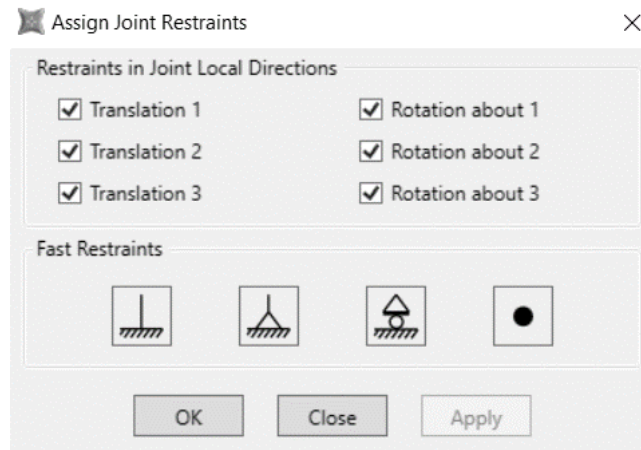 Assign Joint Restraints
Restraints in Joint Local Directions
Translation 1
Rotation about 1
Translation 2
Rotation about 2
Translation 3
Rotation about 3
Fast Restraints
OK
Close
Apply